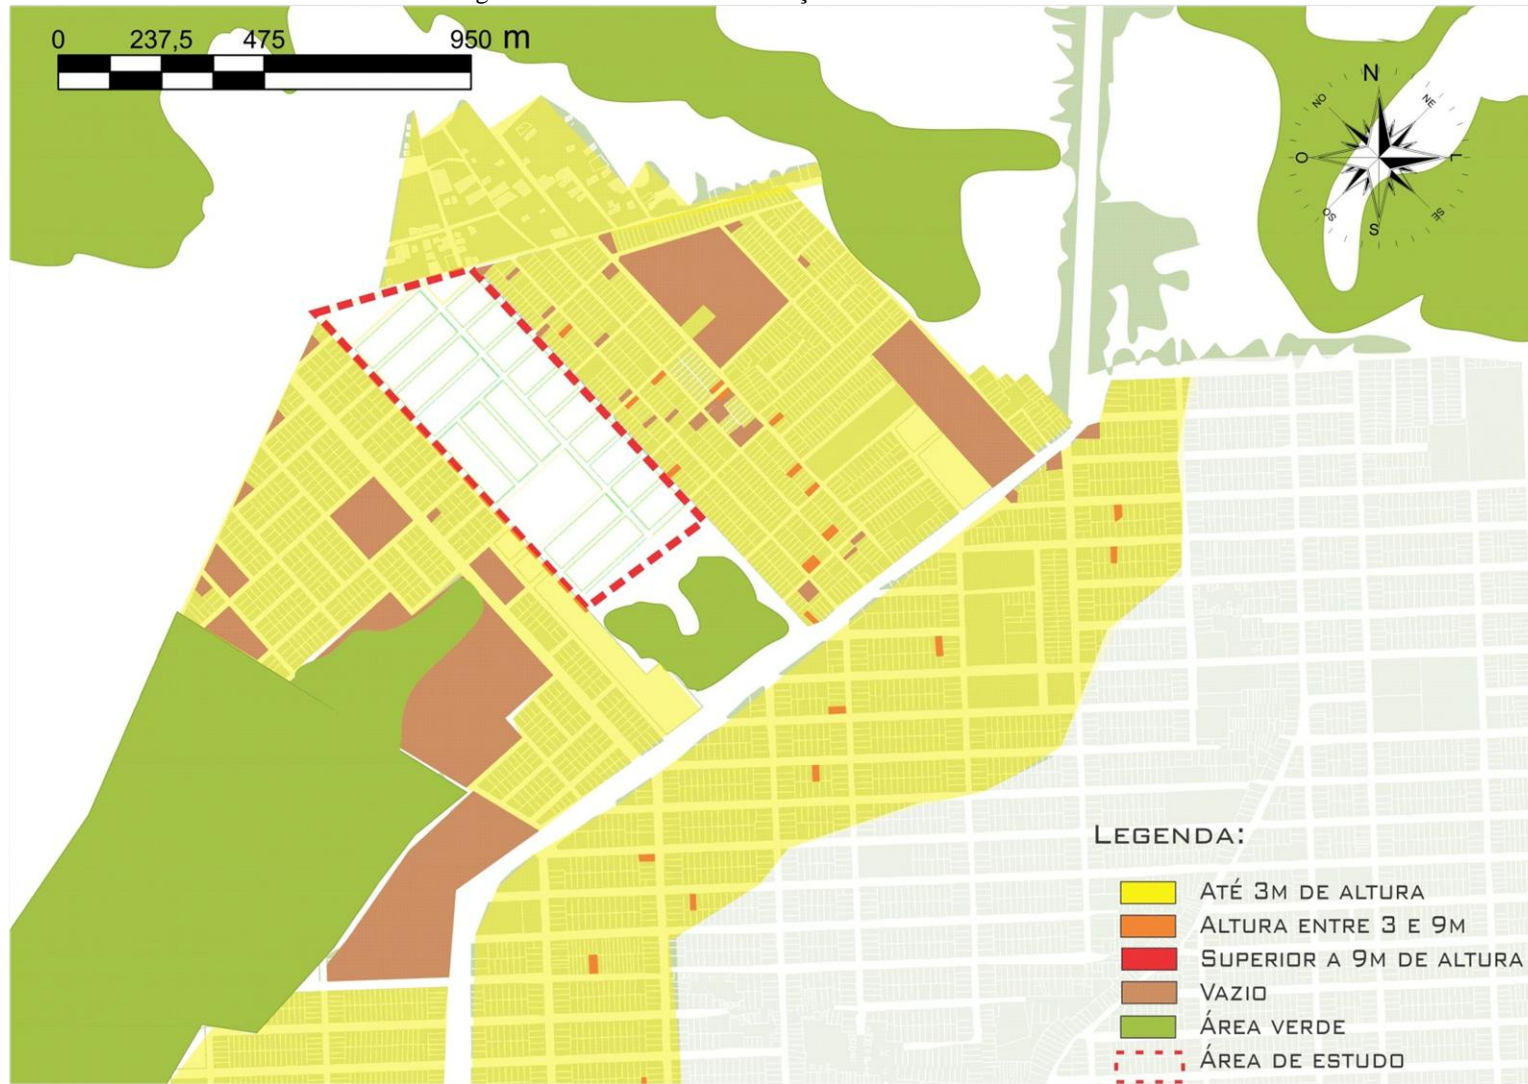 0 237,5 475 950 m
N
NO NE
O L
SO SE
S
LEGENDA:
ATÉ 3M DE ALTURA
ALTURA ENTRE 3 E 9M
SUPERIOR A 9M DE ALTURA
VAZIO
ÁREA VERDE
ÁREA DE ESTUDO